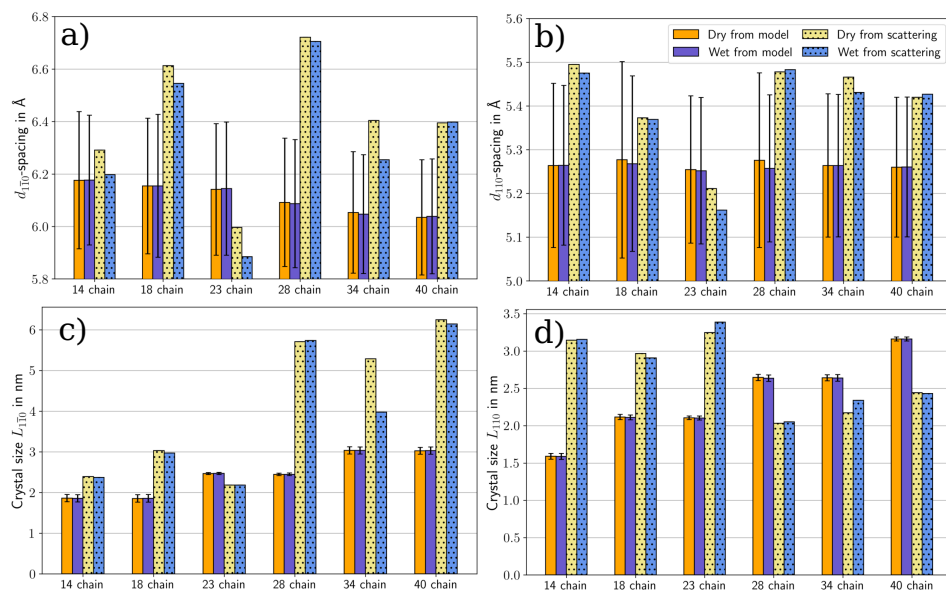 a)
6.8
6.6
6.4
6.2
6.0
5.8
d₁₁̅₀-spacing in Å
14 chain 18 chain 23 chain 28 chain 34 chain 40 chain
b)
Dry from model Dry from scattering
Wet from model Wet from scattering
5.6
5.5
5.4
5.3
5.2
5.1
5.0
d₁₁₀-spacing in Å
14 chain 18 chain 23 chain 28 chain 34 chain 40 chain
c)
6
5
4
3
2
1
0
Crystal size L₁₁̅₀ in nm
14 chain 18 chain 23 chain 28 chain 34 chain 40 chain
d)
3.5
3.0
2.5
2.0
1.5
1.0
0.5
0.0
Crystal size L₁₁₀ in nm
14 chain 18 chain 23 chain 28 chain 34 chain 40 chain